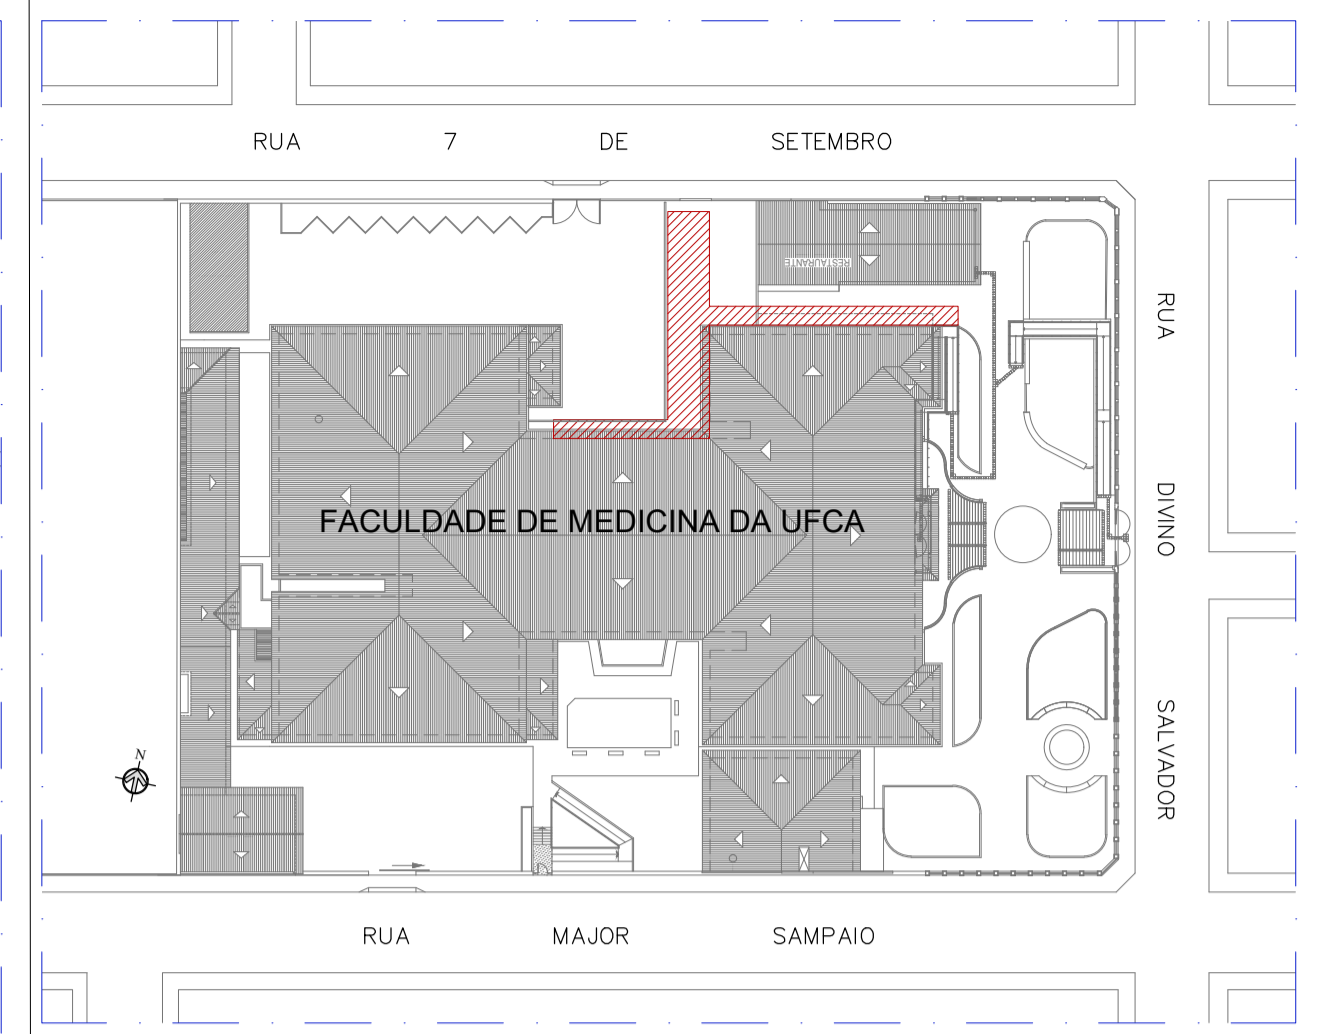 RUA 7 DE SETEMBRO
RESTAURANTE
RUA DIVINO SALVADOR
FACULDADE DE MEDICINA DA UFCA
N
RUA MAJOR SAMPAIO